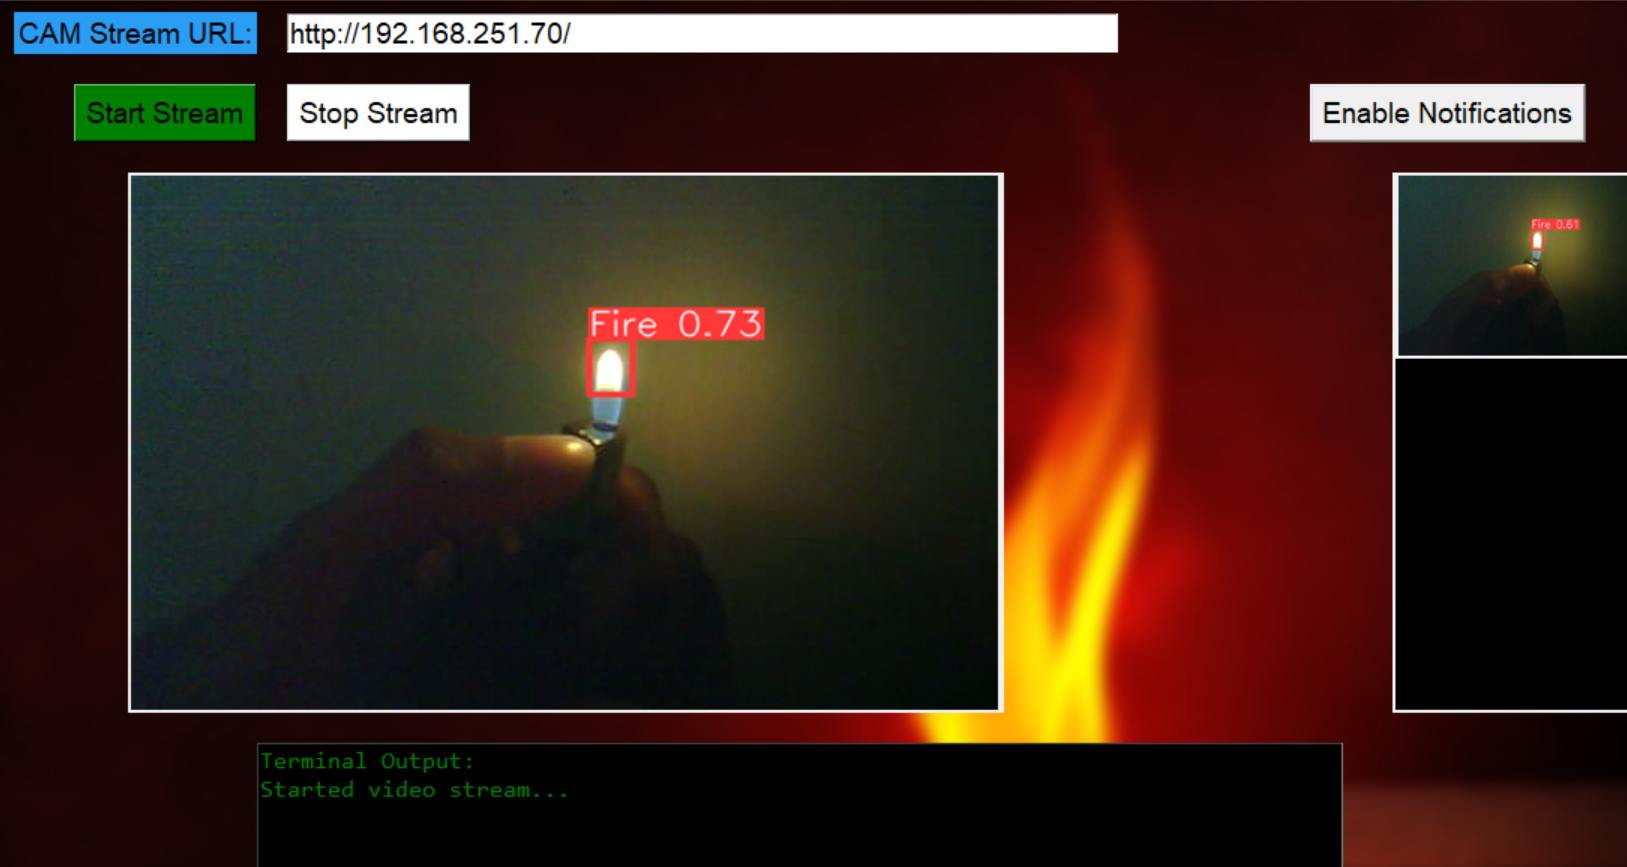 CAM Stream URL:
http://192.168.251.70/
Start Stream
Stop Stream
Enable Notifications
Fire 0.73
Fire 0.61
Terminal Output:
Started video stream...